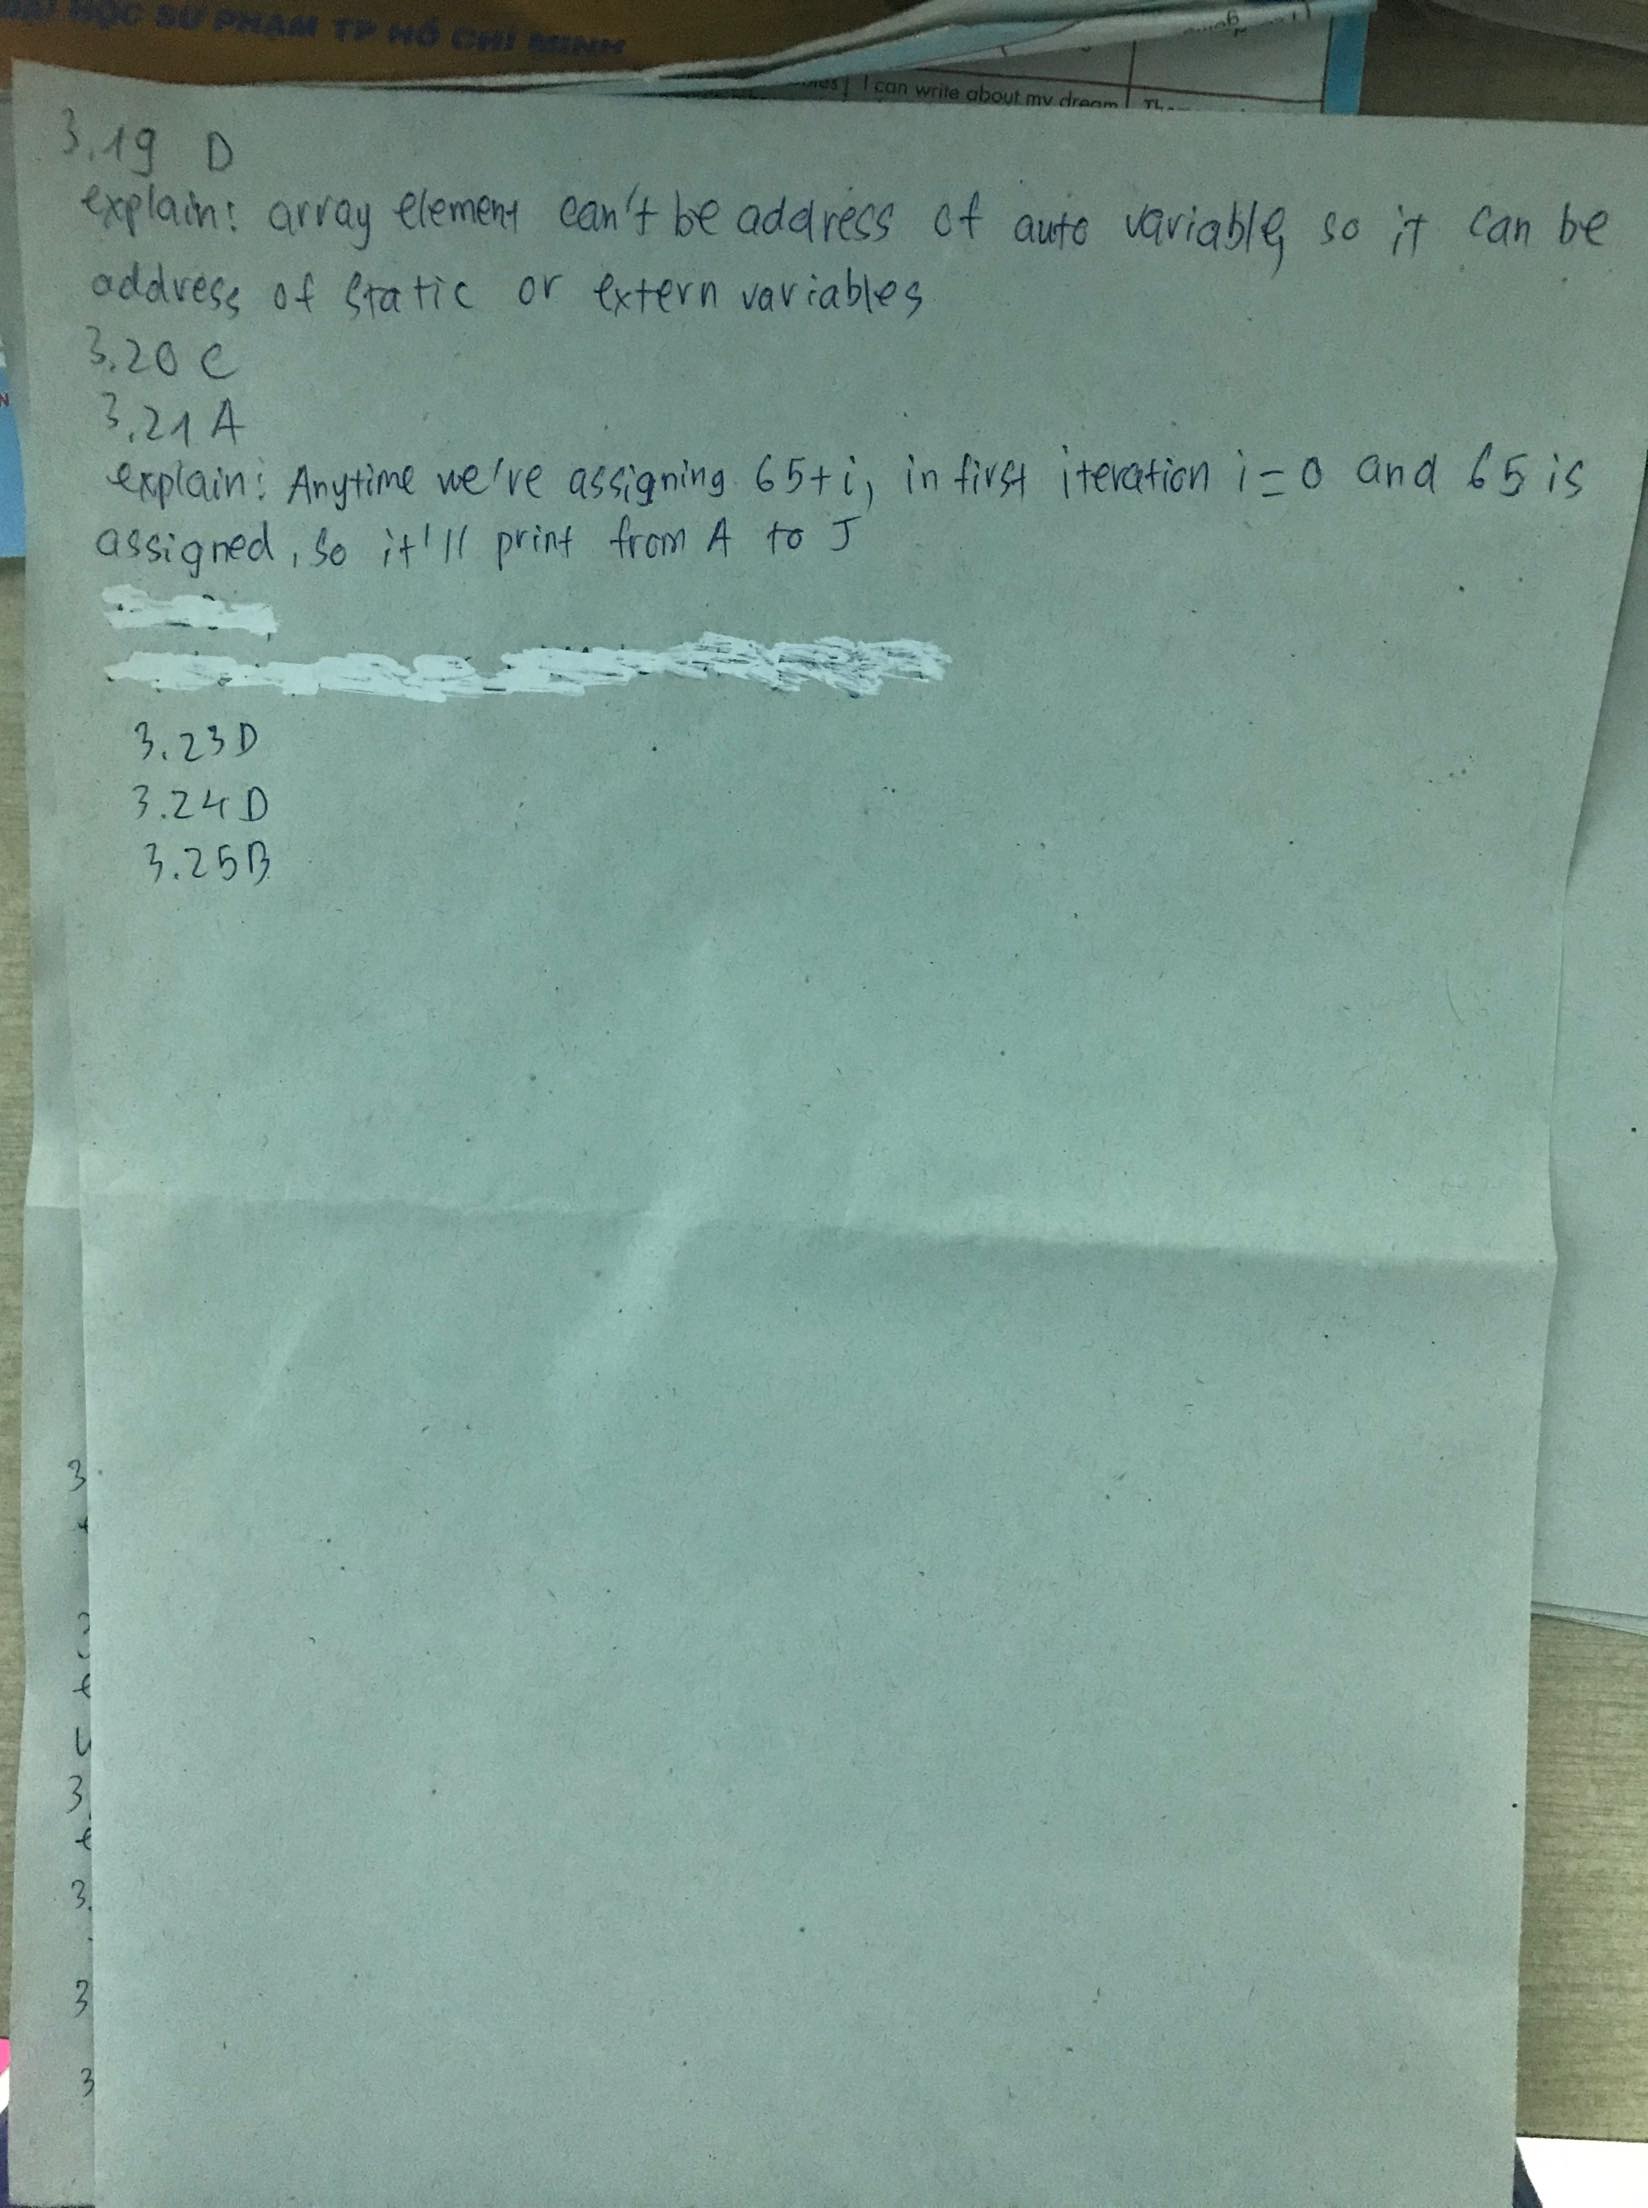 ĐẠI HỌC SƯ PHẠM TP HỒ CHÍ MINH
I can write about my dream
3.19 D
explain: array element can't be address of auto variable, so it can be
address of static or extern variables
3.20 C
3.21 A
explain: Anytime we're assigning 65+i, in first iteration i=0 and 65 is
assigned, so it'll print from A to J
3.23D
3.24D
3.25B
3.
3
3.
3
3